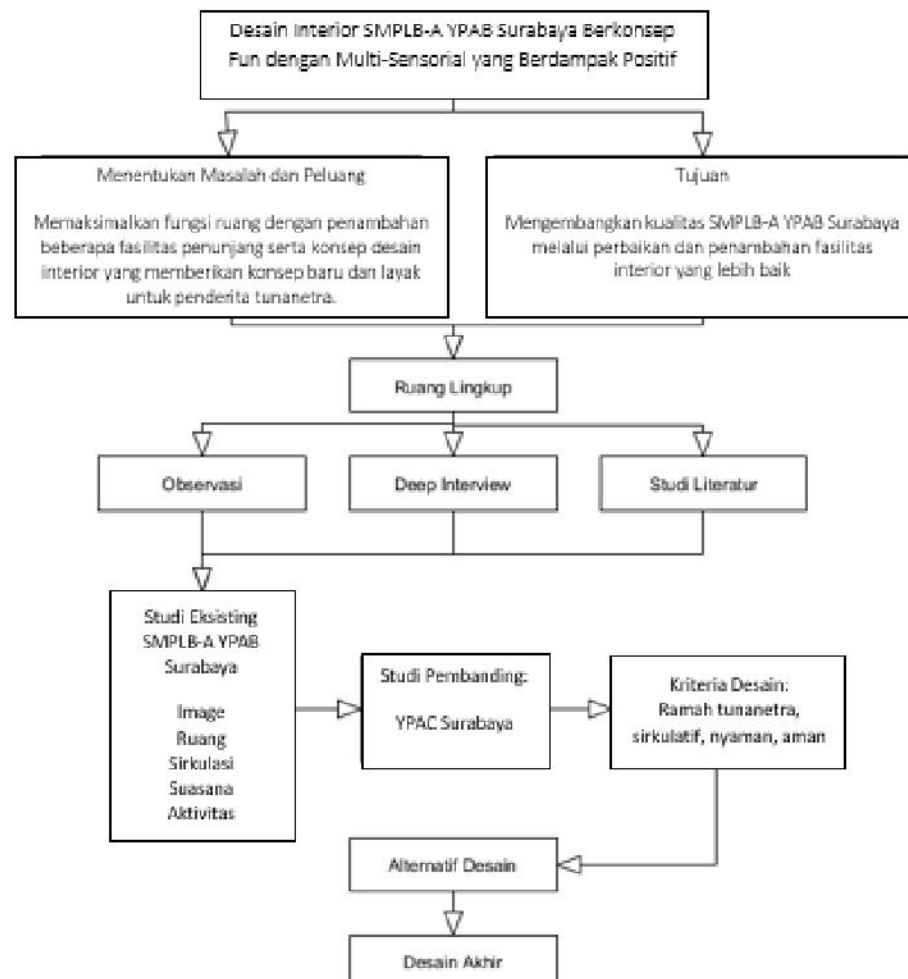 Desain Interior SMPLB-A YPAB Surabaya Berkonsep
Fun dengan Multi-Sensorial yang Berdampak Positif
Menentukan Masalah dan Peluang
Memaksimalkan fungsi ruang dengan penambahan
beberapa fasilitas penunjang serta konsep desain
interior yang memberikan konsep baru dan layak
untuk penderita tunanetra.
Tujuan
Mengembangkan kualitas SMPLB-A YPAB Surabaya
melalui perbaikan dan penambahan fasilitas
interior yang lebih baik
Ruang Lingkup
Observasi
Deep Interview
Studi Literatur
Studi Eksisting
SMPLB-A YPAB
Surabaya
Image
Ruang
Sirkulasi
Suasana
Aktivitas
Studi Pembanding:
YPAC Surabaya
Kriteria Desain:
Ramah tunanetra,
sirkulatif, nyaman, aman
Alternatif Desain
Desain Akhir